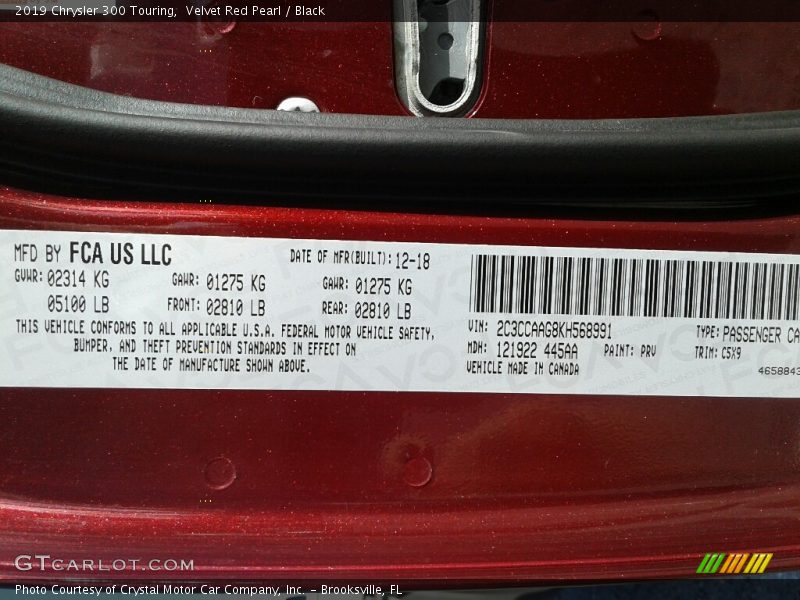 2019 Chrysler 300 Touring,  Velvet Red Pearl / Black
MFD BY FCA US LLC
DATE OF MFR(BUILT): 12-18
GVWR: 02314 KG
GAWR: 01275 KG
GAWR: 01275 KG
05100 LB
FRONT: 02810 LB
REAR: 02810 LB
THIS VEHICLE CONFORMS TO ALL APPLICABLE U.S.A. FEDERAL MOTOR VEHICLE SAFETY,
BUMPER, AND THEFT PREVENTION STANDARDS IN EFFECT ON
THE DATE OF MANUFACTURE SHOWN ABOVE.
VIN: 2C3CCAAG8KH568991
TYPE: PASSENGER CA
MDH: 121922 445AA
PAINT: PRV
TRIM: C5X9
VEHICLE MADE IN CANADA
4658843
GTCARLOT.COM
Photo Courtesy of Crystal Motor Car Company, Inc. - Brooksville, FL